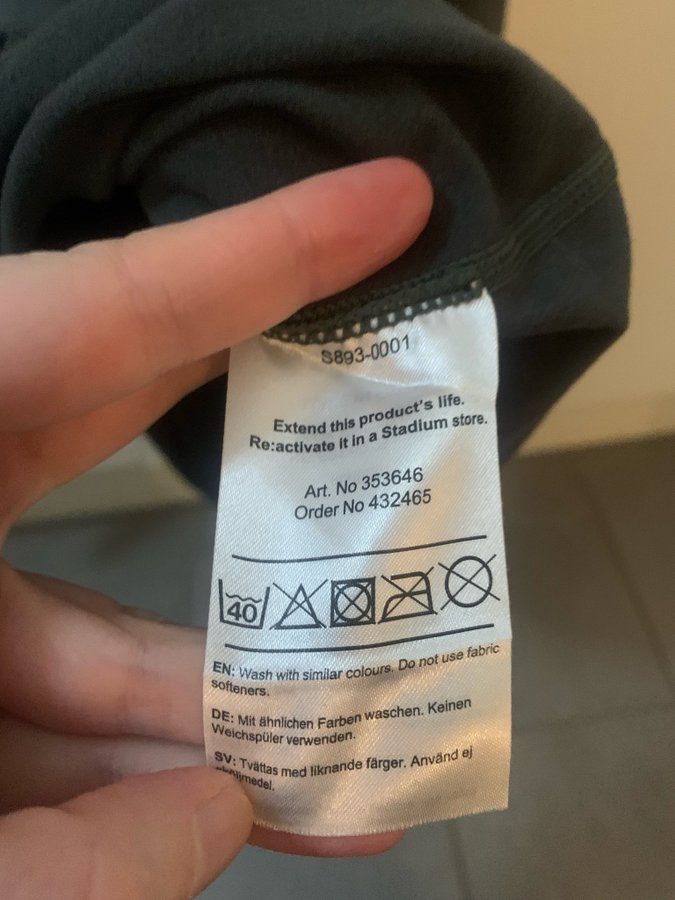 S893-0001
Extend this product's life.
Re:activate it in a Stadium store.
Art. No 353646
Order No 432465
40
EN: Wash with similar colours. Do not use fabric
softeners.
DE: Mit ähnlichen Farben waschen. Keinen
Weichspüler verwenden.
SV: Tvättas med liknande färger. Använd ej